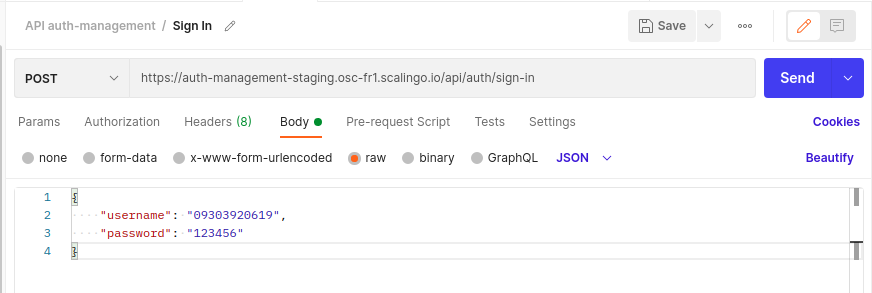 API auth-management / Sign In
Save
POST
https://auth-management-staging.osc-fr1.scalingo.io/api/auth/sign-in
Send
Params Authorization Headers (8) Body Pre-request Script Tests Settings Cookies
none form-data x-www-form-urlencoded raw binary GraphQL JSON Beautify
1 {
2 "username": "09303920619",
3 "password": "123456"
4 }